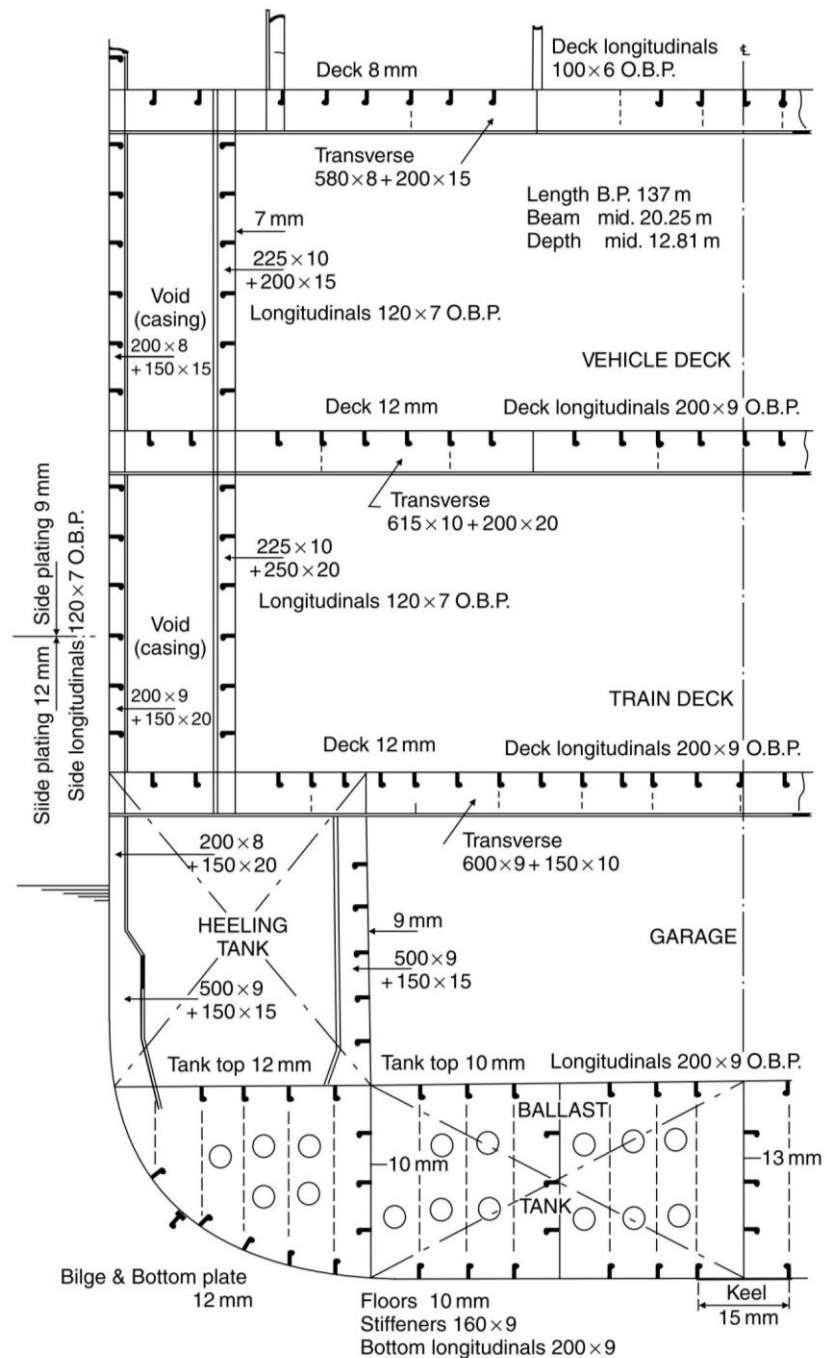 Deck longitudinals
100×6 O.B.P.
℄
Deck 8 mm
Transverse
580×8+200×15
Length B.P. 137 m
Beam mid. 20.25 m
Depth mid. 12.81 m
7 mm
225×10
+200×15
Void
(casing)
Longitudinals 120×7 O.B.P.
200×8
+150×15
VEHICLE DECK
Deck 12 mm
Deck longitudinals 200×9 O.B.P.
Transverse
615×10+200×20
Side plating 9 mm
Siide plating 12 mm
Side longitudinals 120×7 O.B.P.
225×10
+250×20
Longitudinals 120×7 O.B.P.
Void
(casing)
200×9
+150×20
TRAIN DECK
Deck 12 mm
Deck longitudinals 200×9 O.B.P.
200×8
+150×20
Transverse
600×9+150×10
HEELING
TANK
9 mm
GARAGE
500×9
+150×15
500×9
+150×15
Tank top 12 mm
Tank top 10 mm
Longitudinals 200×9 O.B.P.
BALLAST
10 mm
13 mm
TANK
Bilge & Bottom plate
12 mm
Keel
15 mm
Floors 10 mm
Stiffeners 160×9
Bottom longitudinals 200×9